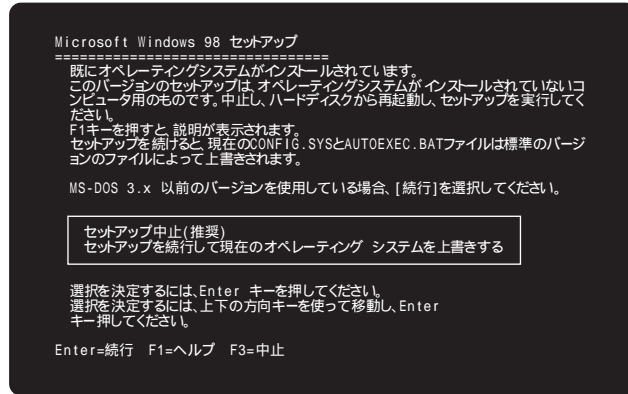 Microsoft Windows 98 セットアップ
=================================
既にオペレーティングシステムがインストールされています。
このバージョンのセットアップは、オペレーティングシステムがインストールされていないコ
ンピュータ用のものです。中止し、ハードディスクから再起動し、セットアップを実行してく
ださい。
F1キーを押すと、説明が表示されます。
セットアップを続けると、現在のCONFIG.SYSとAUTOEXEC.BATファイルは標準のバージ
ョンのファイルによって上書きされます。
MS-DOS 3.x 以前のバージョンを使用している場合、[続行]を選択してください。
セットアップ中止(推奨)
セットアップを続行して現在のオペレーティング システムを上書きする
選択を決定するには、Enter キーを押してください。
選択を決定するには、上下の方向キーを使って移動し、Enter
キー押してください。
Enter=続行 F1=ヘルプ F3=中止